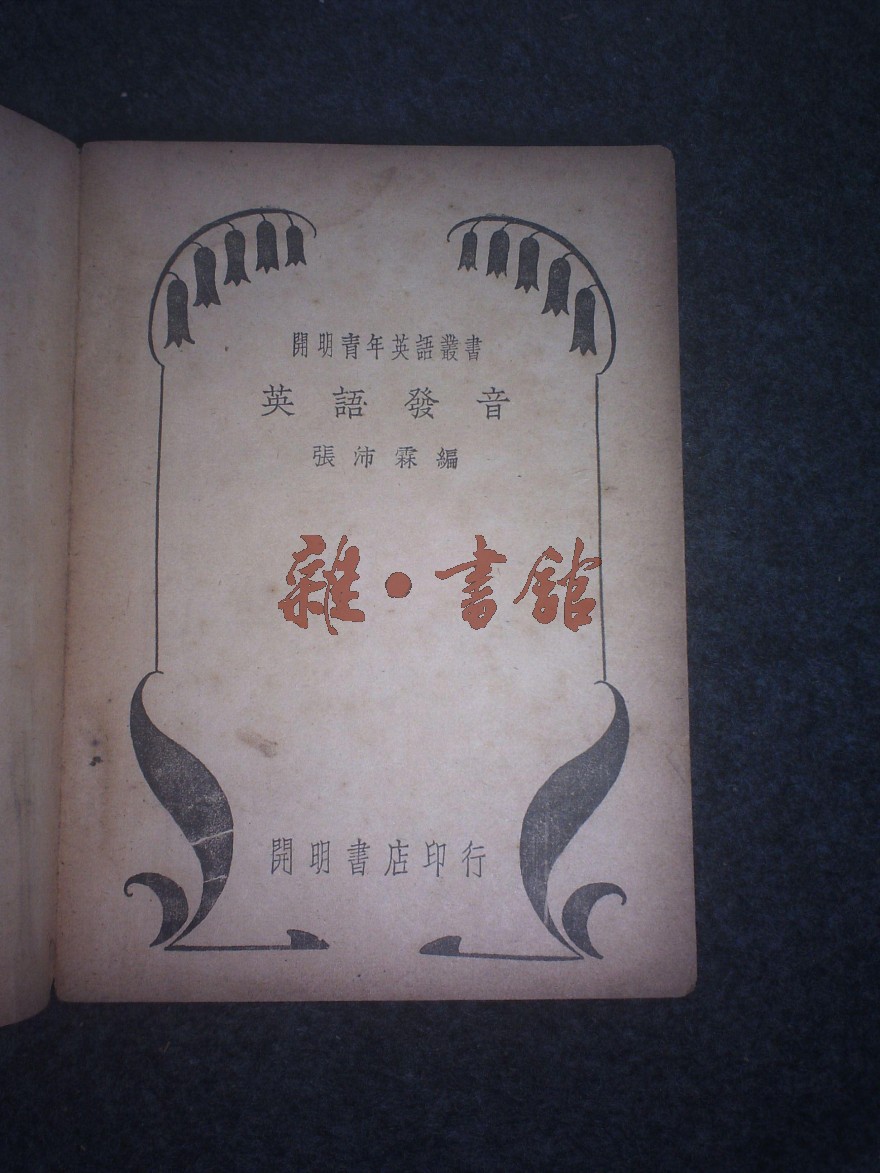 開明青年英語叢書
英語發音
張沛霖編
雜·書館
開明書店印行